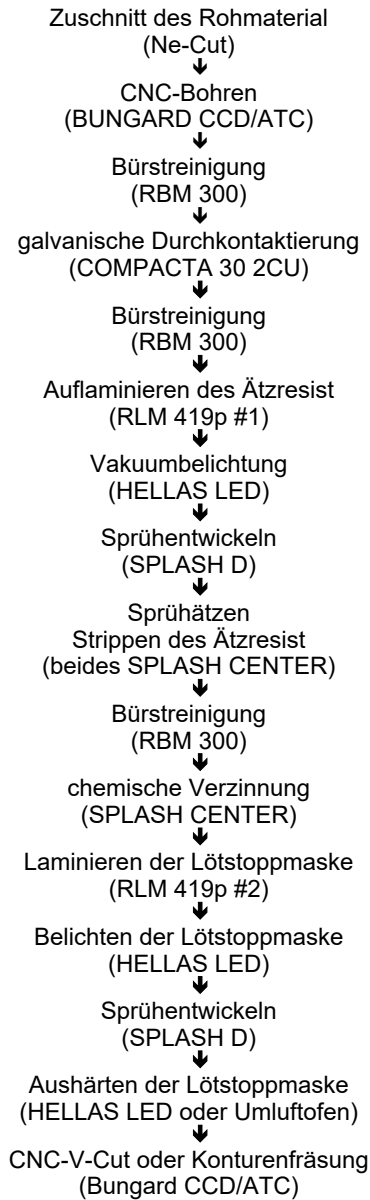 Zuschnitt des Rohmaterial
(Ne-Cut)
🡫
CNC-Bohren
(BUNGARD CCD/ATC)
🡫
Bürstreinigung
(RBM 300)
🡫
galvanische Durchkontaktierung
(COMPACTA 30 2CU)
🡫
Bürstreinigung
(RBM 300)
🡫
Auflaminieren des Ätzresist
(RLM 419p #1)
🡫
Vakuumbelichtung
(HELLAS LED)
🡫
Sprühentwickeln
(SPLASH D)
🡫
Sprühätzen
Strippen des Ätzresist
(beides SPLASH CENTER)
🡫
Bürstreinigung
(RBM 300)
🡫
chemische Verzinnung
(SPLASH CENTER)
🡫
Laminieren der Lötstoppmaske
(RLM 419p #2)
🡫
Belichten der Lötstoppmaske
(HELLAS LED)
🡫
Sprühentwickeln
(SPLASH D)
🡫
Aushärten der Lötstoppmaske
(HELLAS LED oder Umluftofen)
🡫
CNC-V-Cut oder Konturenfräsung
(Bungard CCD/ATC)